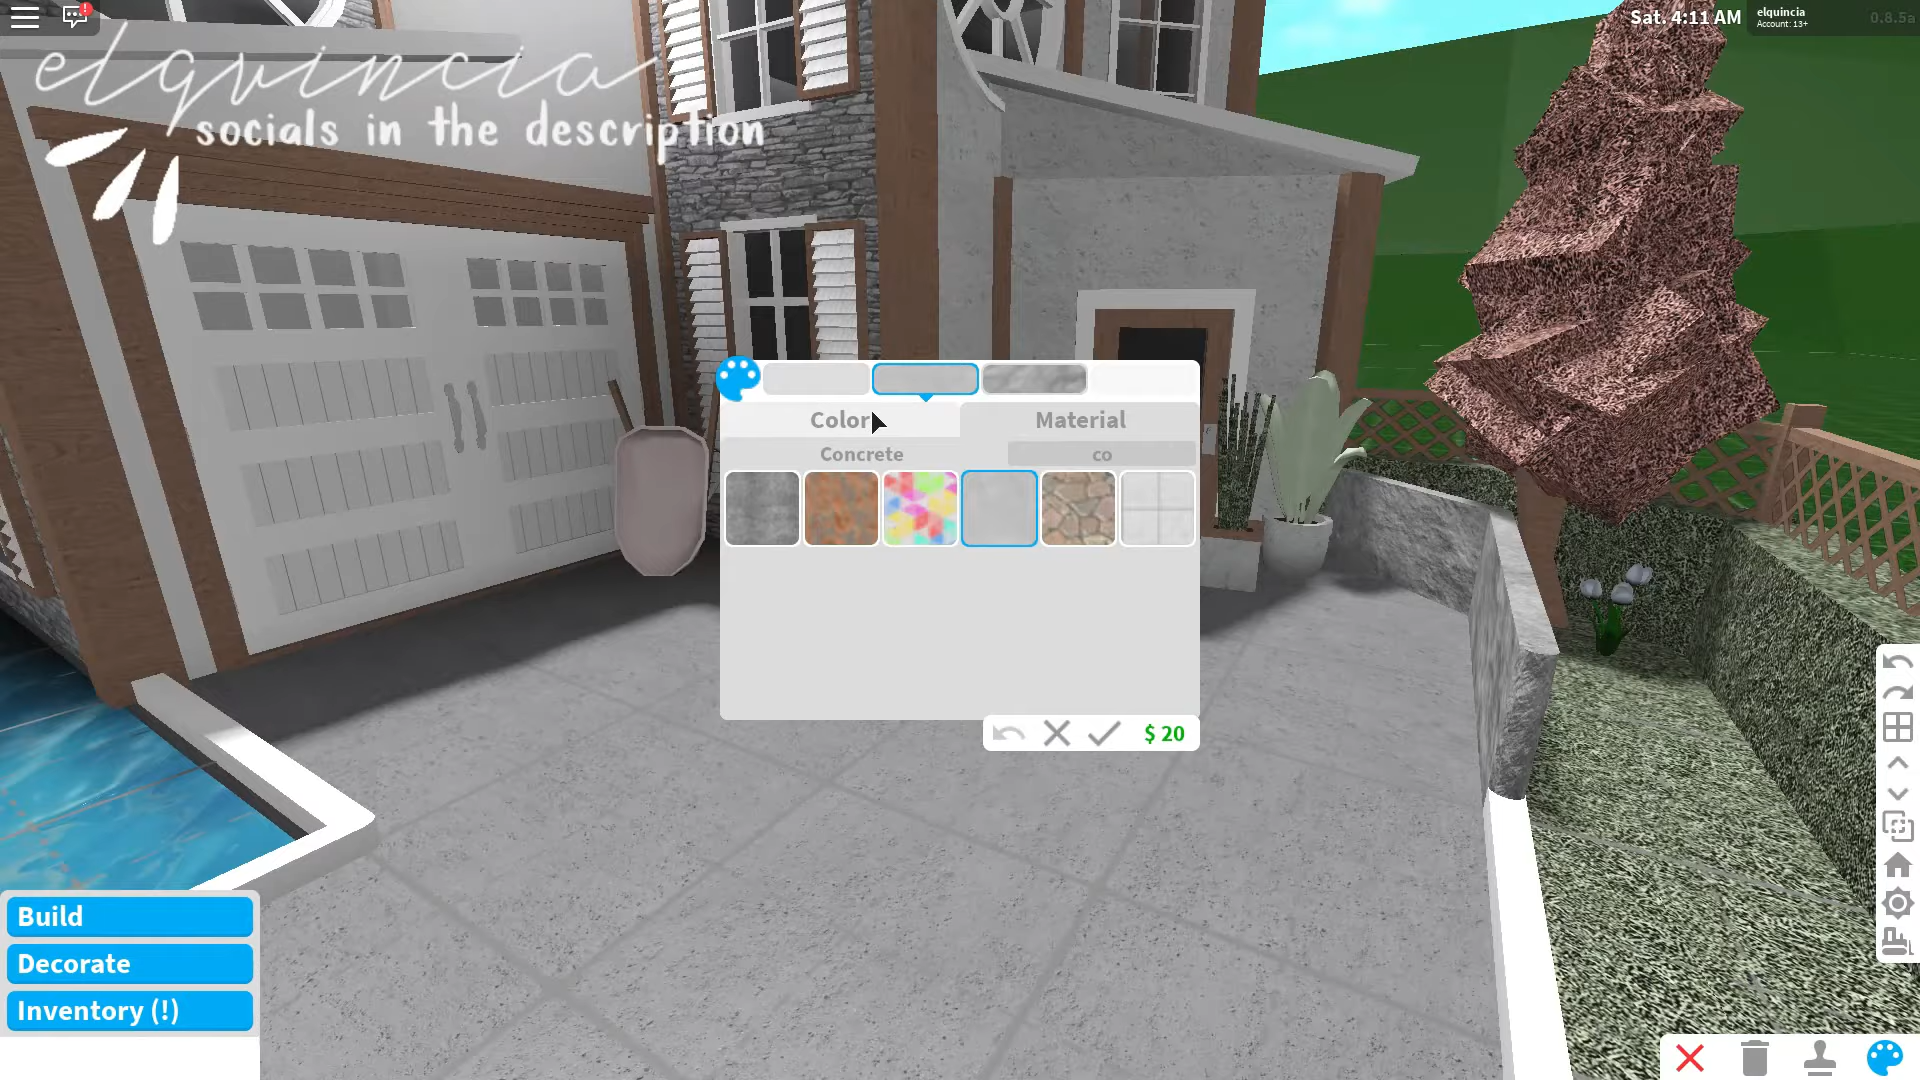 Sat. 4:11 AM
elquincia
Account: 13+
0.8.5a
elquincia
socials in the description
Color
Material
Concrete
co
$ 20
Build
Decorate
Inventory (!)